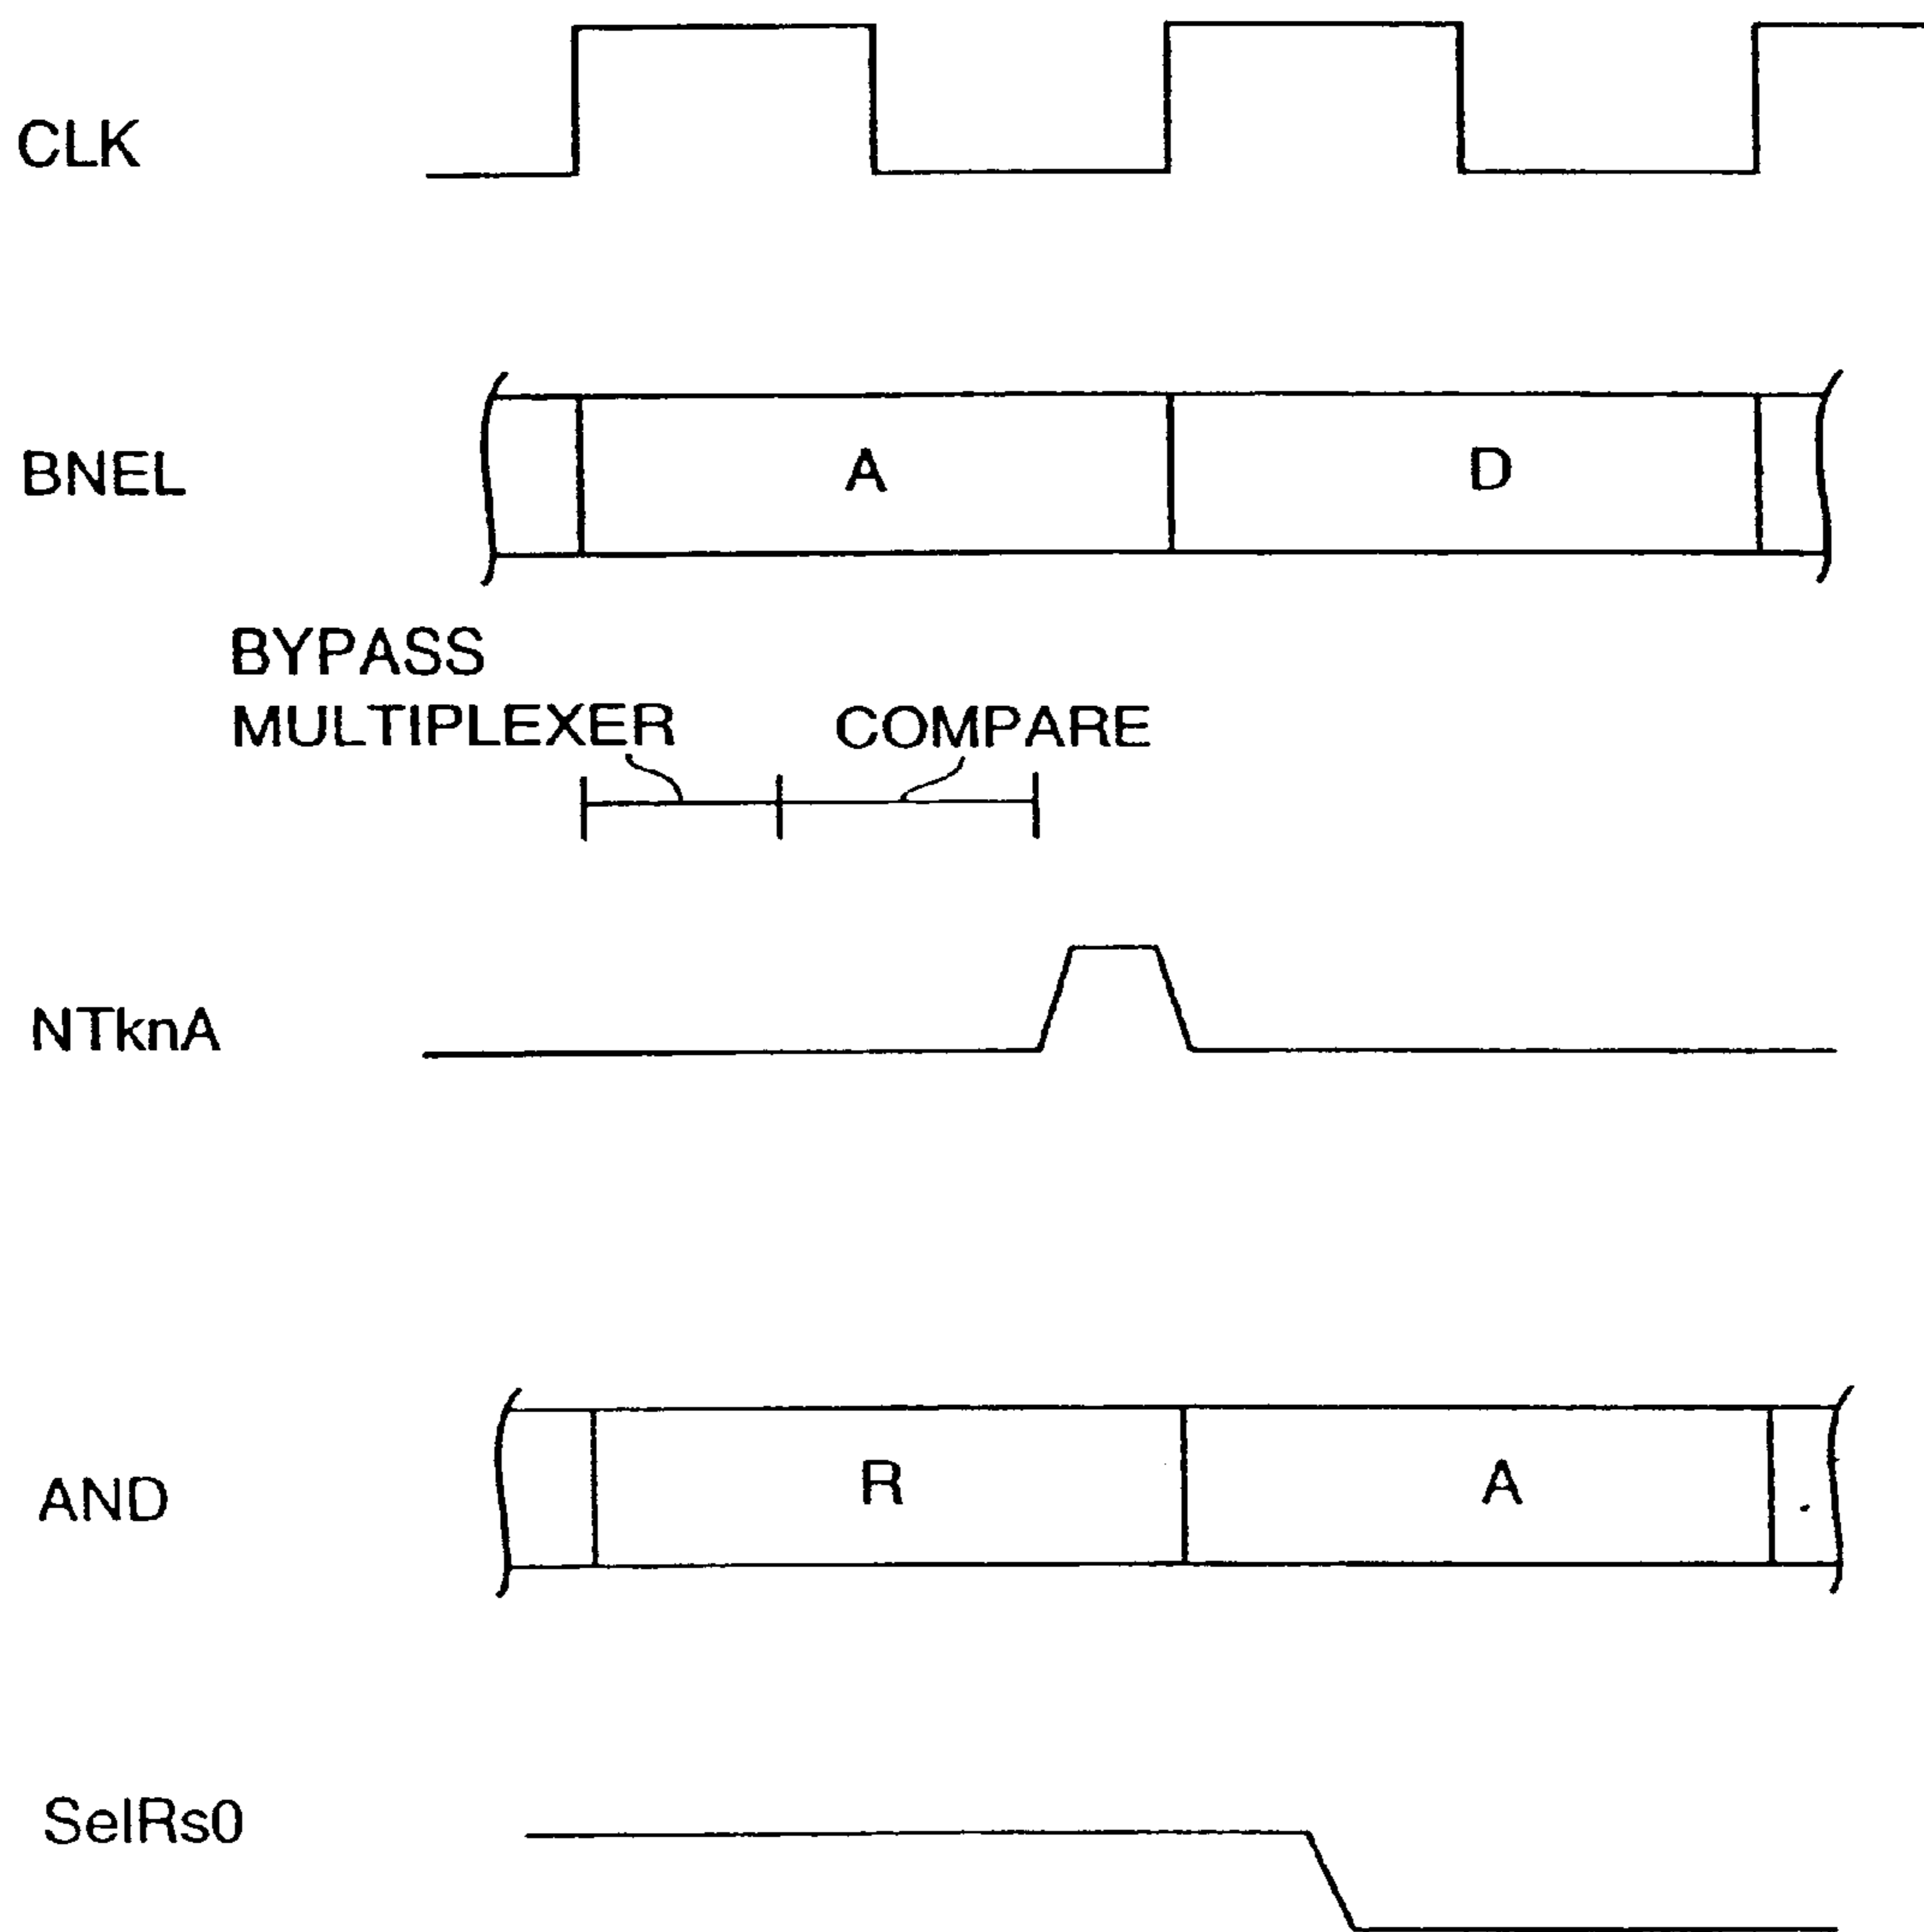 CLK
BNEL
A
D
BYPASS
MULTIPLEXER
COMPARE
NTknA
AND
R
A
SelRs0